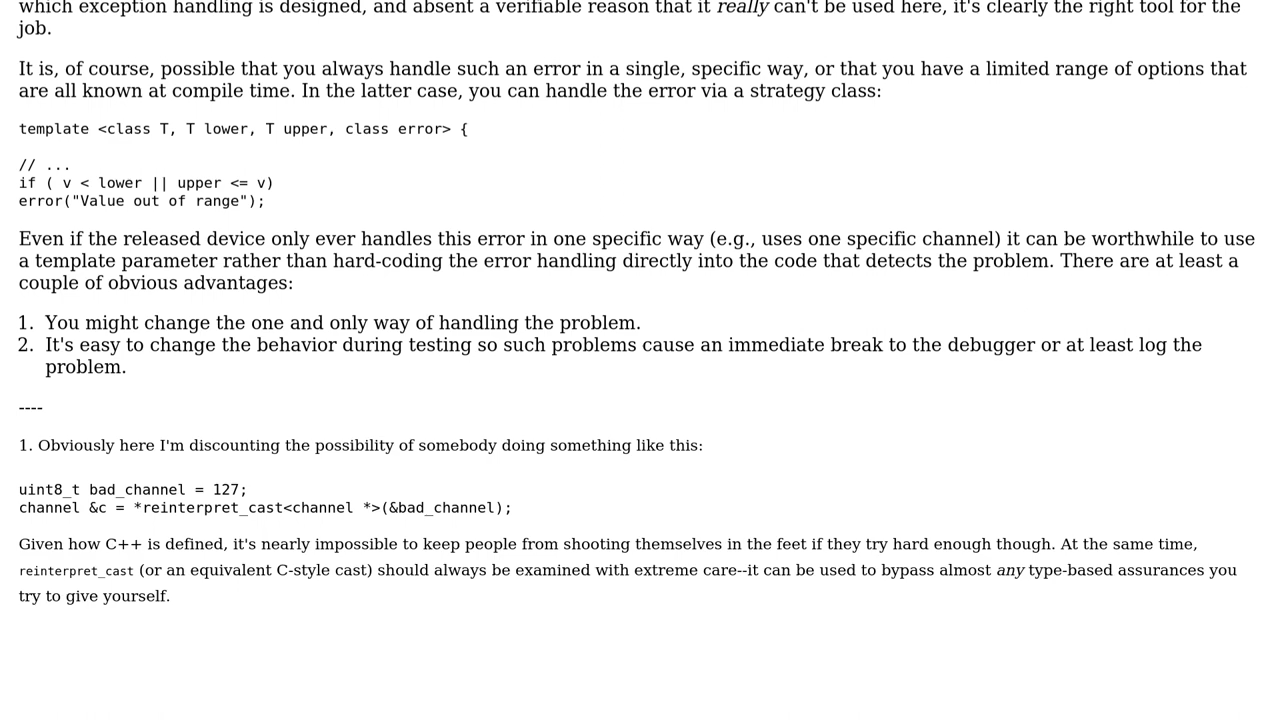 which exception handling is designed, and absent a verifiable reason that it really can't be used here, it's clearly the right tool for the
job.
It is, of course, possible that you always handle such an error in a single, specific way, or that you have a limited range of options that
are all known at compile time. In the latter case, you can handle the error via a strategy class:
template <class T, T lower, T upper, class error> {
// ...
if ( v < lower || upper <= v)
error("Value out of range");
Even if the released device only ever handles this error in one specific way (e.g., uses one specific channel) it can be worthwhile to use
a template parameter rather than hard-coding the error handling directly into the code that detects the problem. There are at least a
couple of obvious advantages:
1. You might change the one and only way of handling the problem.
2. It's easy to change the behavior during testing so such problems cause an immediate break to the debugger or at least log the
problem.
----
1. Obviously here I'm discounting the possibility of somebody doing something like this:
uint8_t bad_channel = 127;
channel &c = *reinterpret_cast<channel *>(&bad_channel);
Given how C++ is defined, it's nearly impossible to keep people from shooting themselves in the feet if they try hard enough though. At the same time,
reinterpret_cast (or an equivalent C-style cast) should always be examined with extreme care--it can be used to bypass almost any type-based assurances you
try to give yourself.